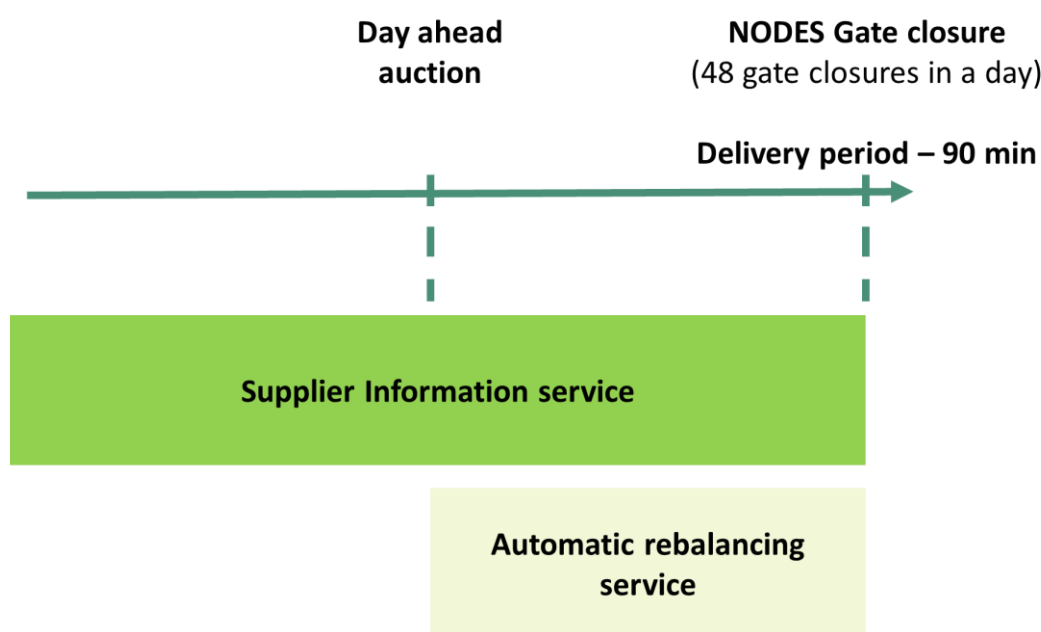 Day ahead
auction
NODES Gate closure
(48 gate closures in a day)
Delivery period – 90 min
Supplier Information service
Automatic rebalancing
service